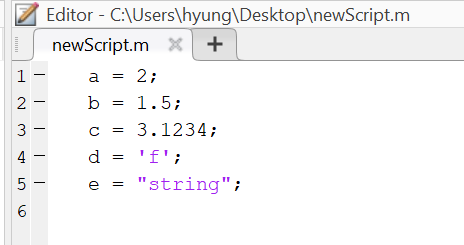 Editor - C:\Users\hyung\Desktop\newScript.m
newScript.m
1 - a = 2;
2 - b = 1.5;
3 - c = 3.1234;
4 - d = 'f';
5 - e = "string";
6